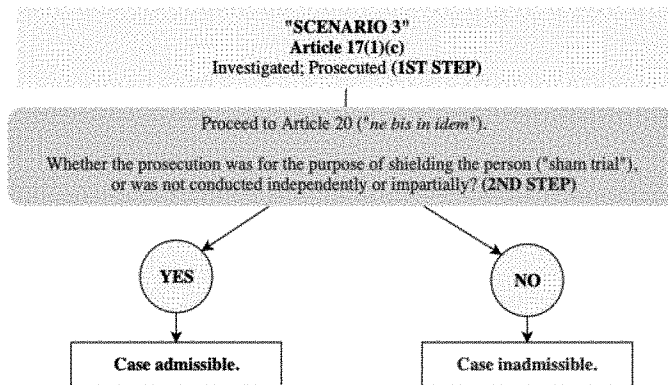 "SCENARIO 3"
Article 17(1)(c)
Investigated; Prosecuted (1ST STEP)
Proceed to Article 20 ("ne bis in idem").
Whether the prosecution was for the purpose of shielding the person ("sham trial"),
or was not conducted independently or impartially? (2ND STEP)
YES
NO
Case admissible.
Case inadmissible.